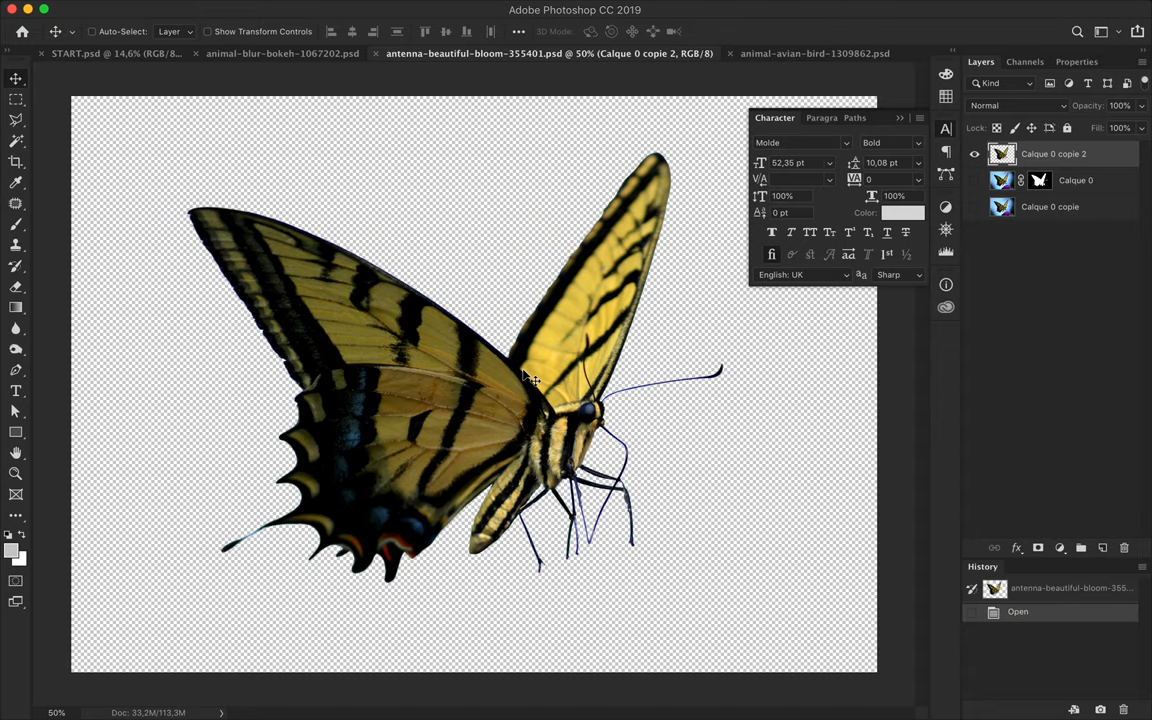 Adobe Photoshop CC 2019
Auto-Select: Layer Show Transform Controls 3D Mode:
START.psd @ 14,6% (RGB/8... animal-blur-bokeh-1067202.psd antenna-beautiful-bloom-355401.psd @ 50% (Calque 0 copie 2, RGB/8) animal-avian-bird-1309862.psd
Layers Channels Properties
Kind
Normal Opacity: 100%
Lock: Fill: 100%
Calque 0 copie 2
Calque 0
Calque 0 copie
Character Paragra Paths
Molde Bold
52,35 pt 10,08 pt
0
100% 100%
0 pt Color:
English: UK Sharp
History
antenna-beautiful-bloom-355...
Open
50% Doc: 33,2M/113,3M